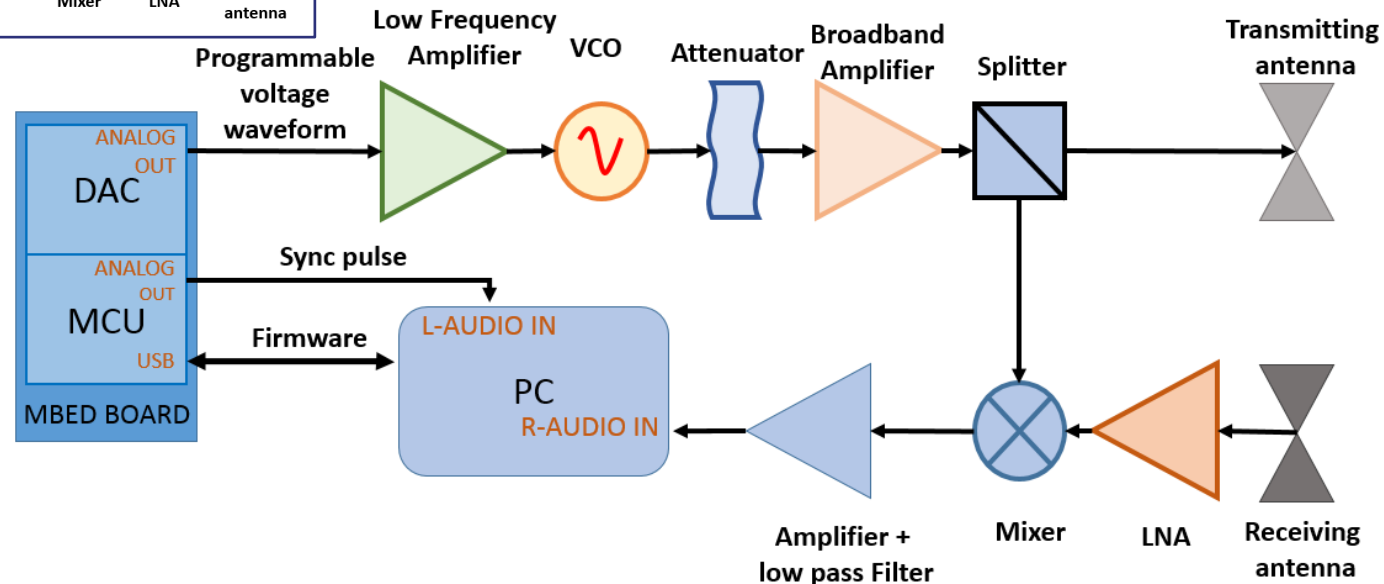 Mixer
LNA
antenna
Low Frequency
Amplifier
VCO
Attenuator
Broadband
Amplifier
Splitter
Transmitting
antenna
Programmable
voltage
waveform
ANALOG
OUT
DAC
ANALOG
OUT
MCU
USB
MBED BOARD
Sync pulse
Firmware
L-AUDIO IN
PC
R-AUDIO IN
Amplifier +
low pass Filter
Mixer
LNA
Receiving
antenna